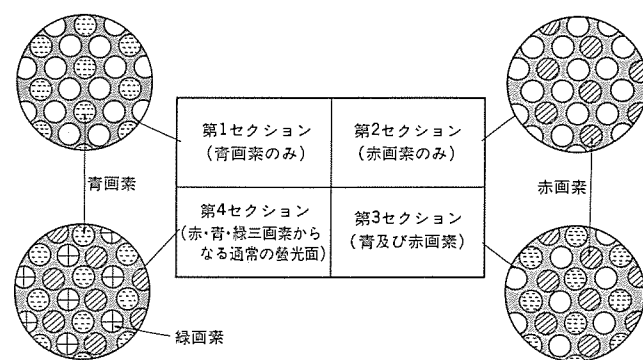 第1セクション
(青画素のみ)
第2セクション
(赤画素のみ)
青画素
赤画素
第4セクション
(赤・青・緑三画素から
なる通常の螢光面)
第3セクション
(青及び赤画素)
緑画素